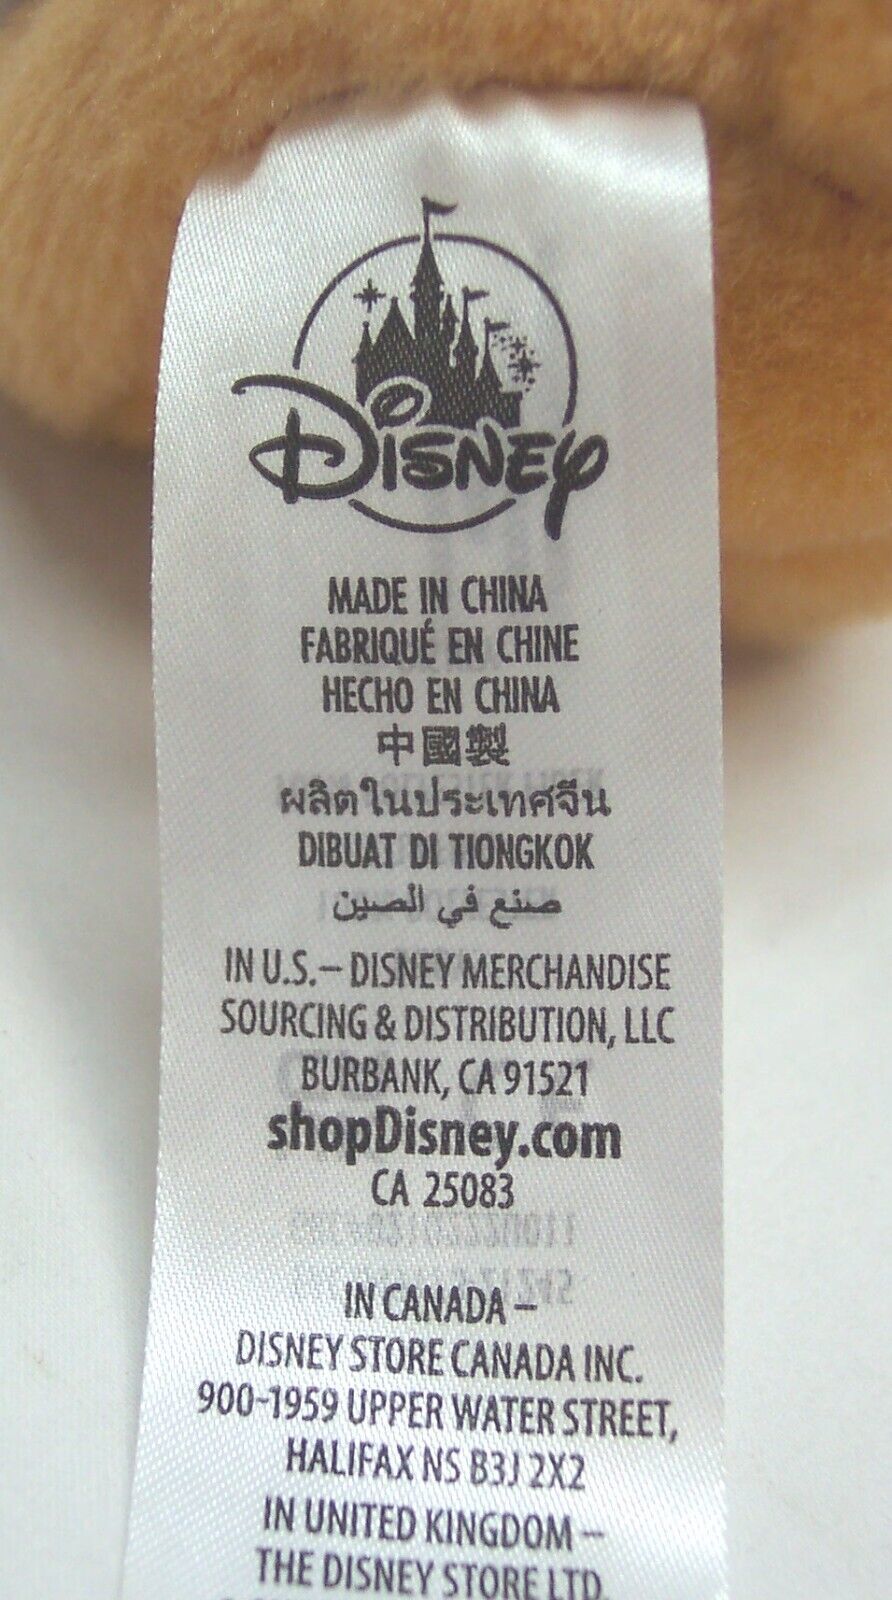 Disney
MADE IN CHINA
FABRIQUÉ EN CHINE
HECHO EN CHINA
中國製
ผลิตในประเทศจีน
DIBUAT DI TIONGKOK
صنع في الصين
IN U.S.– DISNEY MERCHANDISE
SOURCING & DISTRIBUTION, LLC
BURBANK, CA 91521
shopDisney.com
CA 25083
IN CANADA –
DISNEY STORE CANADA INC.
900-1959 UPPER WATER STREET,
HALIFAX NS B3J 2X2
IN UNITED KINGDOM –
THE DISNEY STORE LTD.